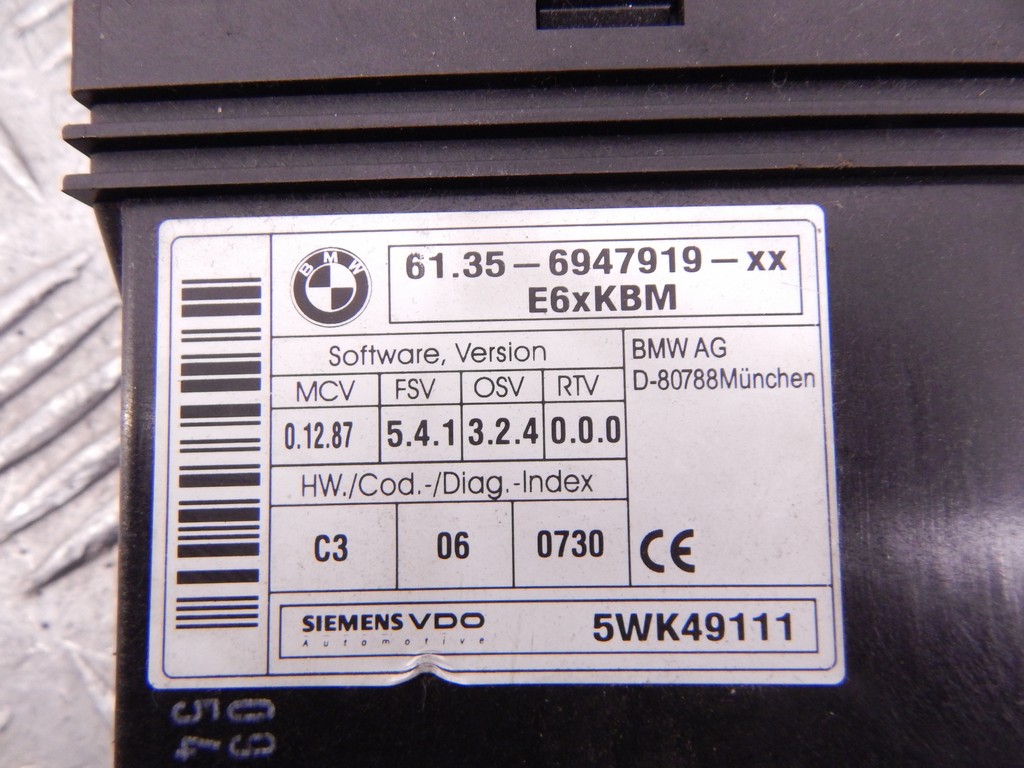 BMW
61.35-6947919-xx
E6xKBM
Software, Version
MCV FSV OSV RTV
0.12.87 5.4.1 3.2.4 0.0.0
BMW AG
D-80788München
HW./Cod.-/Diag.-Index
C3 06 0730
CE
SIEMENS VDO
Automotive
5WK49111